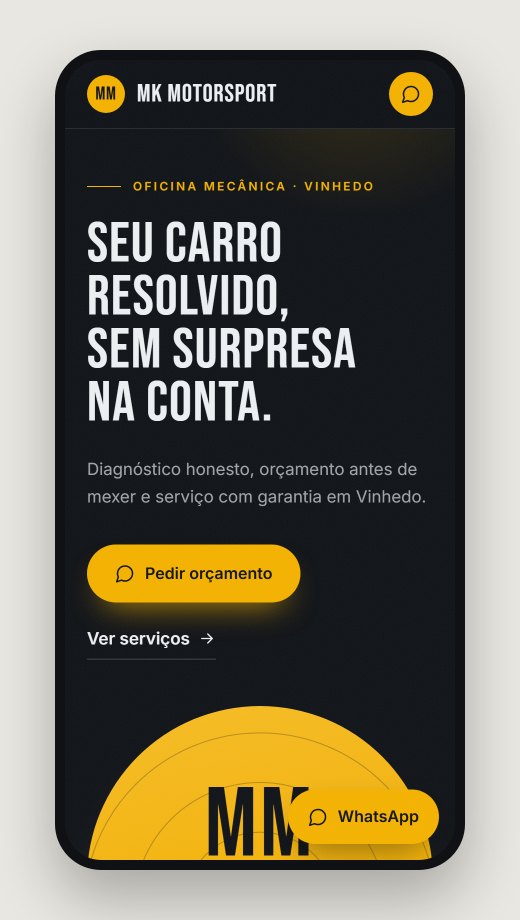 MM MK MOTORSPORT
OFICINA MECÂNICA · VINHEDO
SEU CARRO
RESOLVIDO,
SEM SURPRESA
NA CONTA.
Diagnóstico honesto, orçamento antes de
mexer e serviço com garantia em Vinhedo.
Pedir orçamento
Ver serviços →
MM
WhatsApp